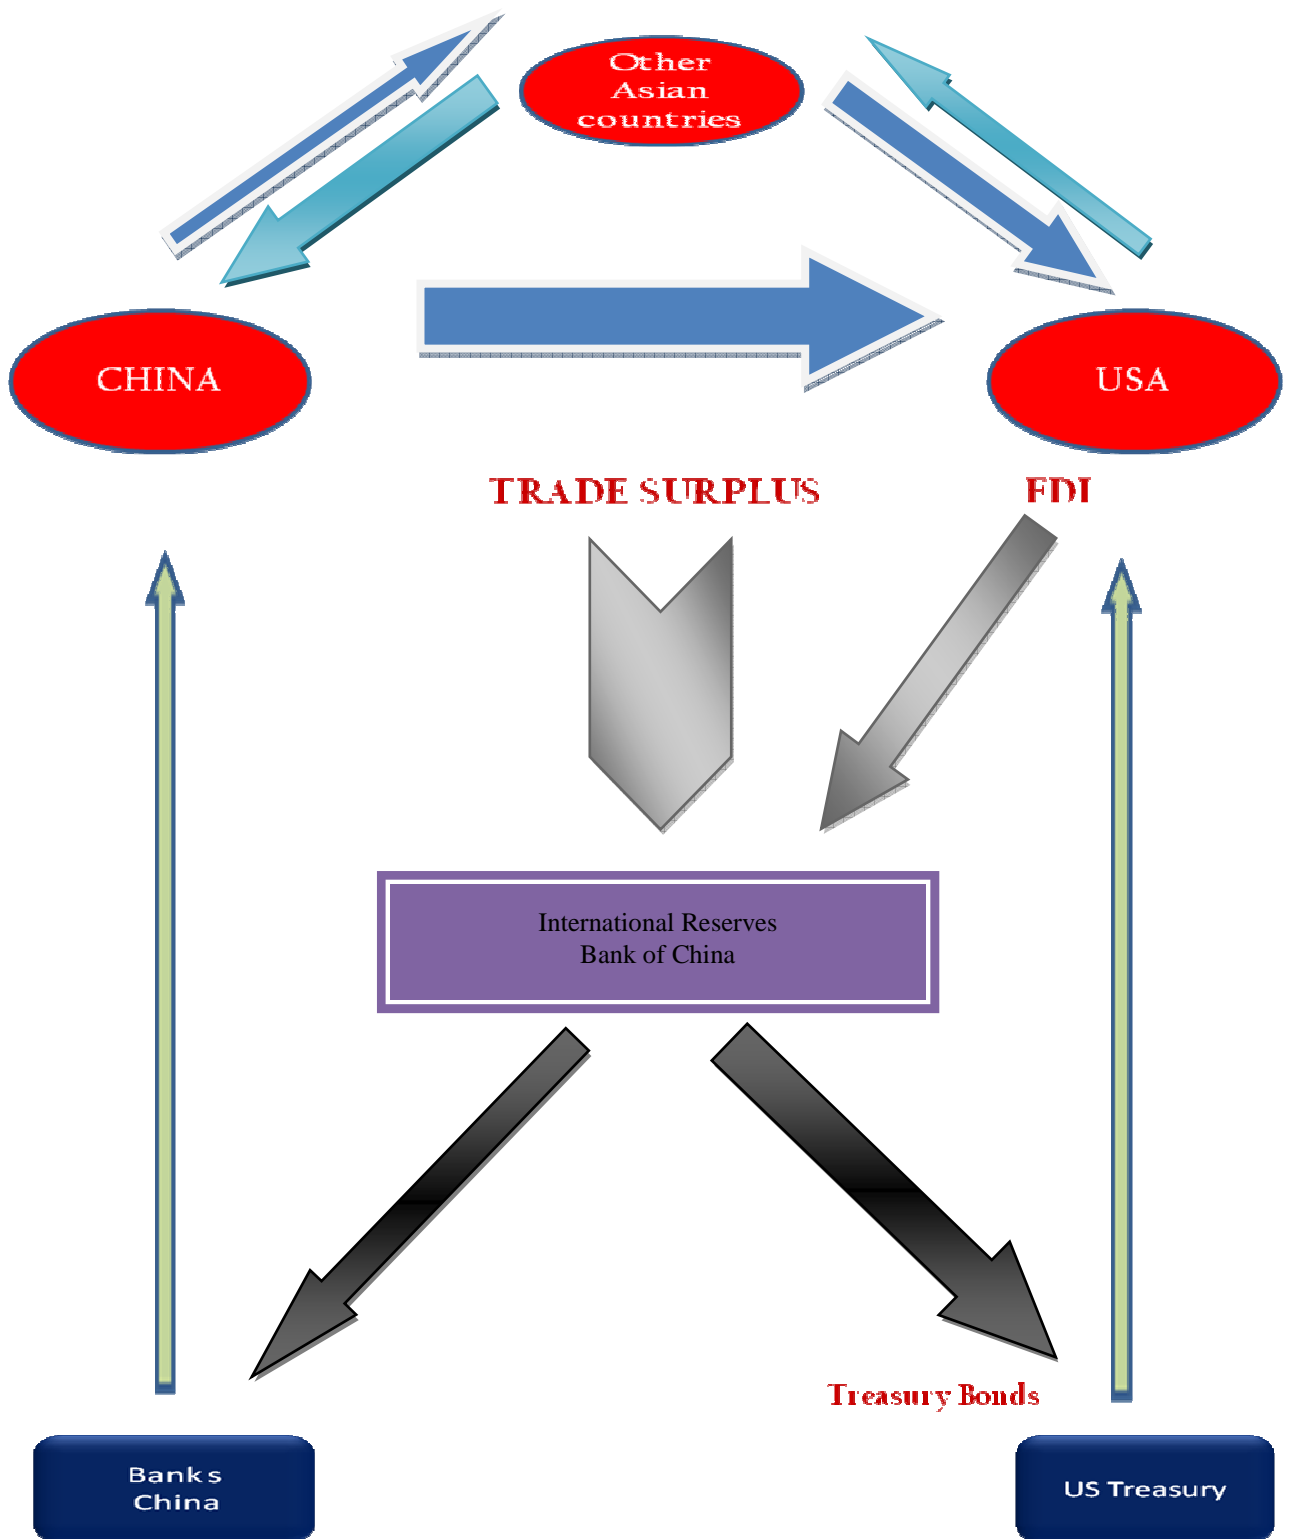 Other
Asian
countries
CHINA
USA
TRADE SURPLUS
FDI
International Reserves
Bank of China
Treasury Bonds
Banks
China
US Treasury